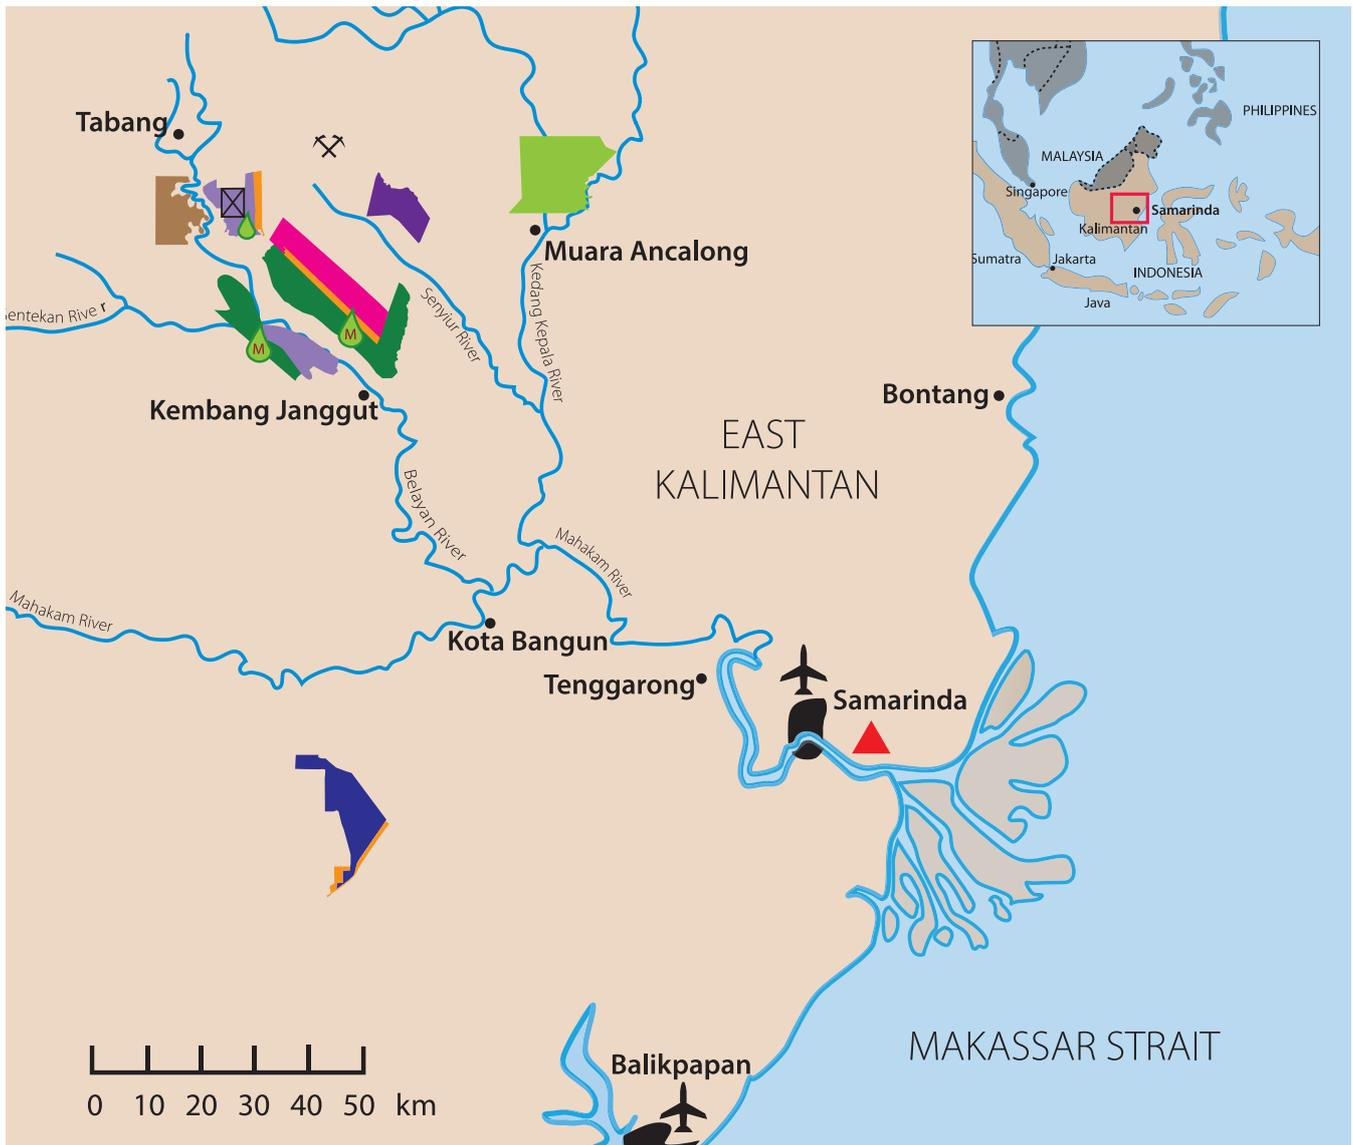 PHILIPPINES
MALAYSIA
Singapore
Samarinda
Kalimantan
Sumatra
Jakarta
INDONESIA
Java
Tabang
Muara Ancalong
Kedang Kepala River
Senyiur River
entekan River
M
M
Kembang Janggut
Bontang
EAST
KALIMANTAN
Belayan River
Mahakam River
Mahakam River
Kota Bangun
Tenggarong
Samarinda
MAKASSAR STRAIT
Balikpapan
0 10 20 30 40 50 km